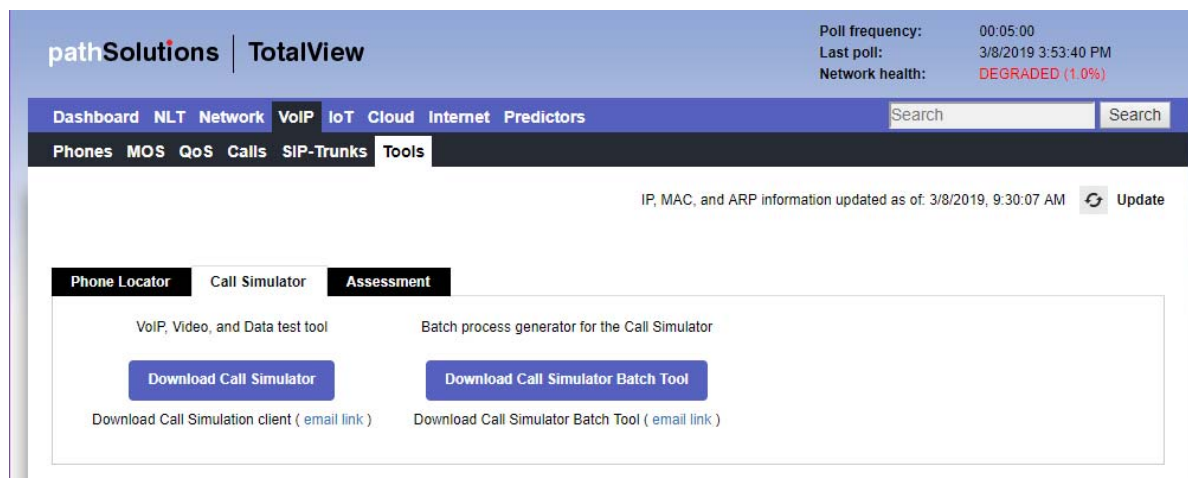 pathSolutions TotalView
Poll frequency: 00:05:00
Last poll: 3/8/2019 3:53:40 PM
Network health: DEGRADED (1.0%)
Dashboard NLT Network VoIP IoT Cloud Internet Predictors Search Search
Phones MOS QoS Calls SIP-Trunks Tools
IP, MAC, and ARP information updated as of: 3/8/2019, 9:30:07 AM Update
Phone Locator Call Simulator Assessment
VoIP, Video, and Data test tool Batch process generator for the Call Simulator
Download Call Simulator Download Call Simulator Batch Tool
Download Call Simulation client ( email link ) Download Call Simulator Batch Tool ( email link )